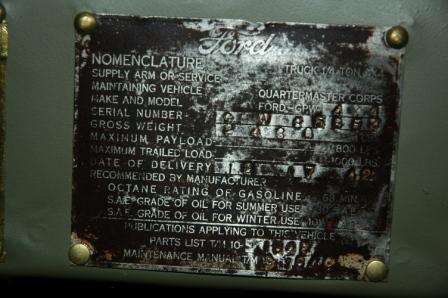 Ford
NOMENCLATURE TRUCK 1/4 TON
SUPPLY ARM OR SERVICE
MAINTAINING VEHICLE QUARTERMASTER CORPS
MAKE AND MODEL FORD-GPW
SERIAL NUMBER-
GROSS WEIGHT
MAXIMUM PAYLOAD 800 LBS.
MAXIMUM TRAILED LOAD 1000 LBS.
DATE OF DELIVERY 42
RECOMMENDED BY MANUFACTURER
OCTANE RATING OF GASOLINE 68 MIN.
S.A.E. GRADE OF OIL FOR SUMMER USE
S.A.E. GRADE OF OIL FOR WINTER USE
PUBLICATIONS APPLYING TO THIS VEHICLE
PARTS LIST T/M 10-
MAINTENANCE MANUAL T/M